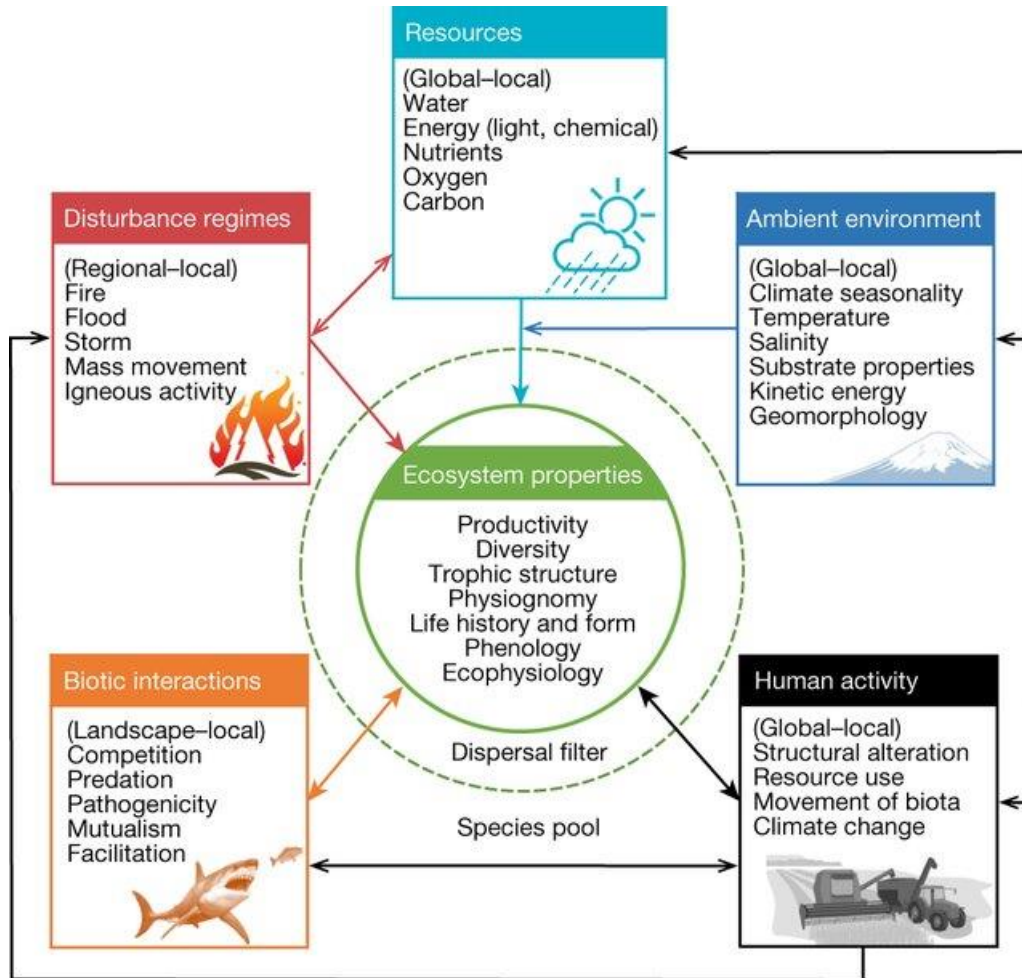 Resources
(Global–local)
Water
Energy (light, chemical)
Nutrients
Oxygen
Carbon
Disturbance regimes
(Regional–local)
Fire
Flood
Storm
Mass movement
Igneous activity
Ambient environment
(Global–local)
Climate seasonality
Temperature
Salinity
Substrate properties
Kinetic energy
Geomorphology
Ecosystem properties
Productivity
Diversity
Trophic structure
Physiognomy
Life history and form
Phenology
Ecophysiology
Dispersal filter
Species pool
Biotic interactions
(Landscape–local)
Competition
Predation
Pathogenicity
Mutualism
Facilitation
Human activity
(Global–local)
Structural alteration
Resource use
Movement of biota
Climate change